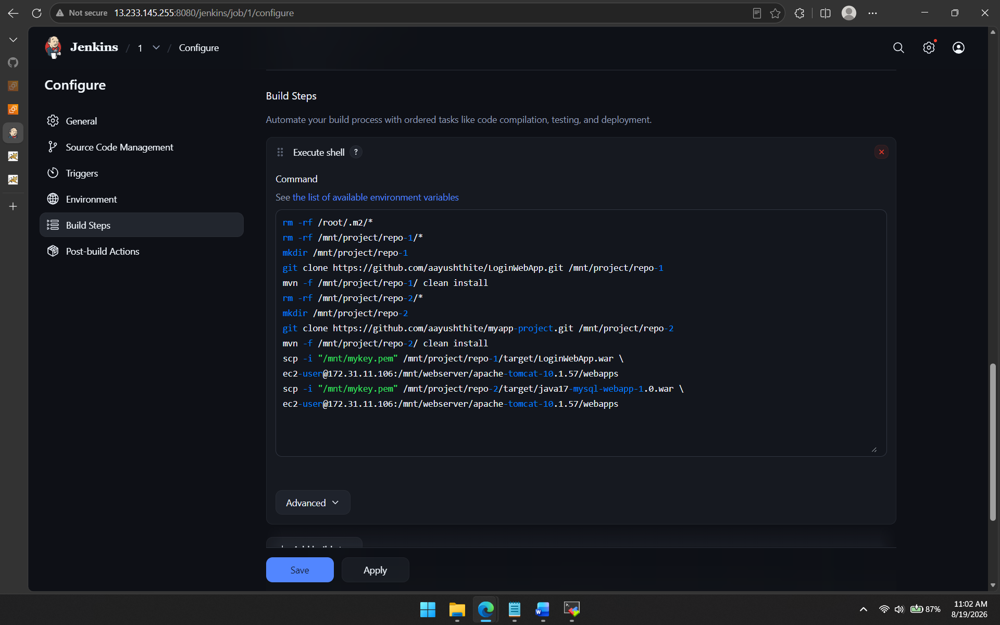 Not secure 13.233.145.255:8080/jenkins/job/1/configure
Jenkins / 1 / Configure
Configure
General
Source Code Management
Triggers
Environment
Build Steps
Post-build Actions
Build Steps
Automate your build process with ordered tasks like code compilation, testing, and deployment.
Execute shell ?
Command
See the list of available environment variables
rm -rf /root/.m2/*
rm -rf /mnt/project/repo-1/*
mkdir /mnt/project/repo-1
git clone https://github.com/aayushthite/LoginWebApp.git /mnt/project/repo-1
mvn -f /mnt/project/repo-1/ clean install
rm -rf /mnt/project/repo-2/*
mkdir /mnt/project/repo-2
git clone https://github.com/aayushthite/myapp-project.git /mnt/project/repo-2
mvn -f /mnt/project/repo-2/ clean install
scp -i "/mnt/mykey.pem" /mnt/project/repo-1/target/LoginWebApp.war \
ec2-user@172.31.11.106:/mnt/webserver/apache-tomcat-10.1.57/webapps
scp -i "/mnt/mykey.pem" /mnt/project/repo-2/target/java17-mysql-webapp-1.0.war \
ec2-user@172.31.11.106:/mnt/webserver/apache-tomcat-10.1.57/webapps
Advanced
Save
Apply
87%
11:02 AM
8/19/2026